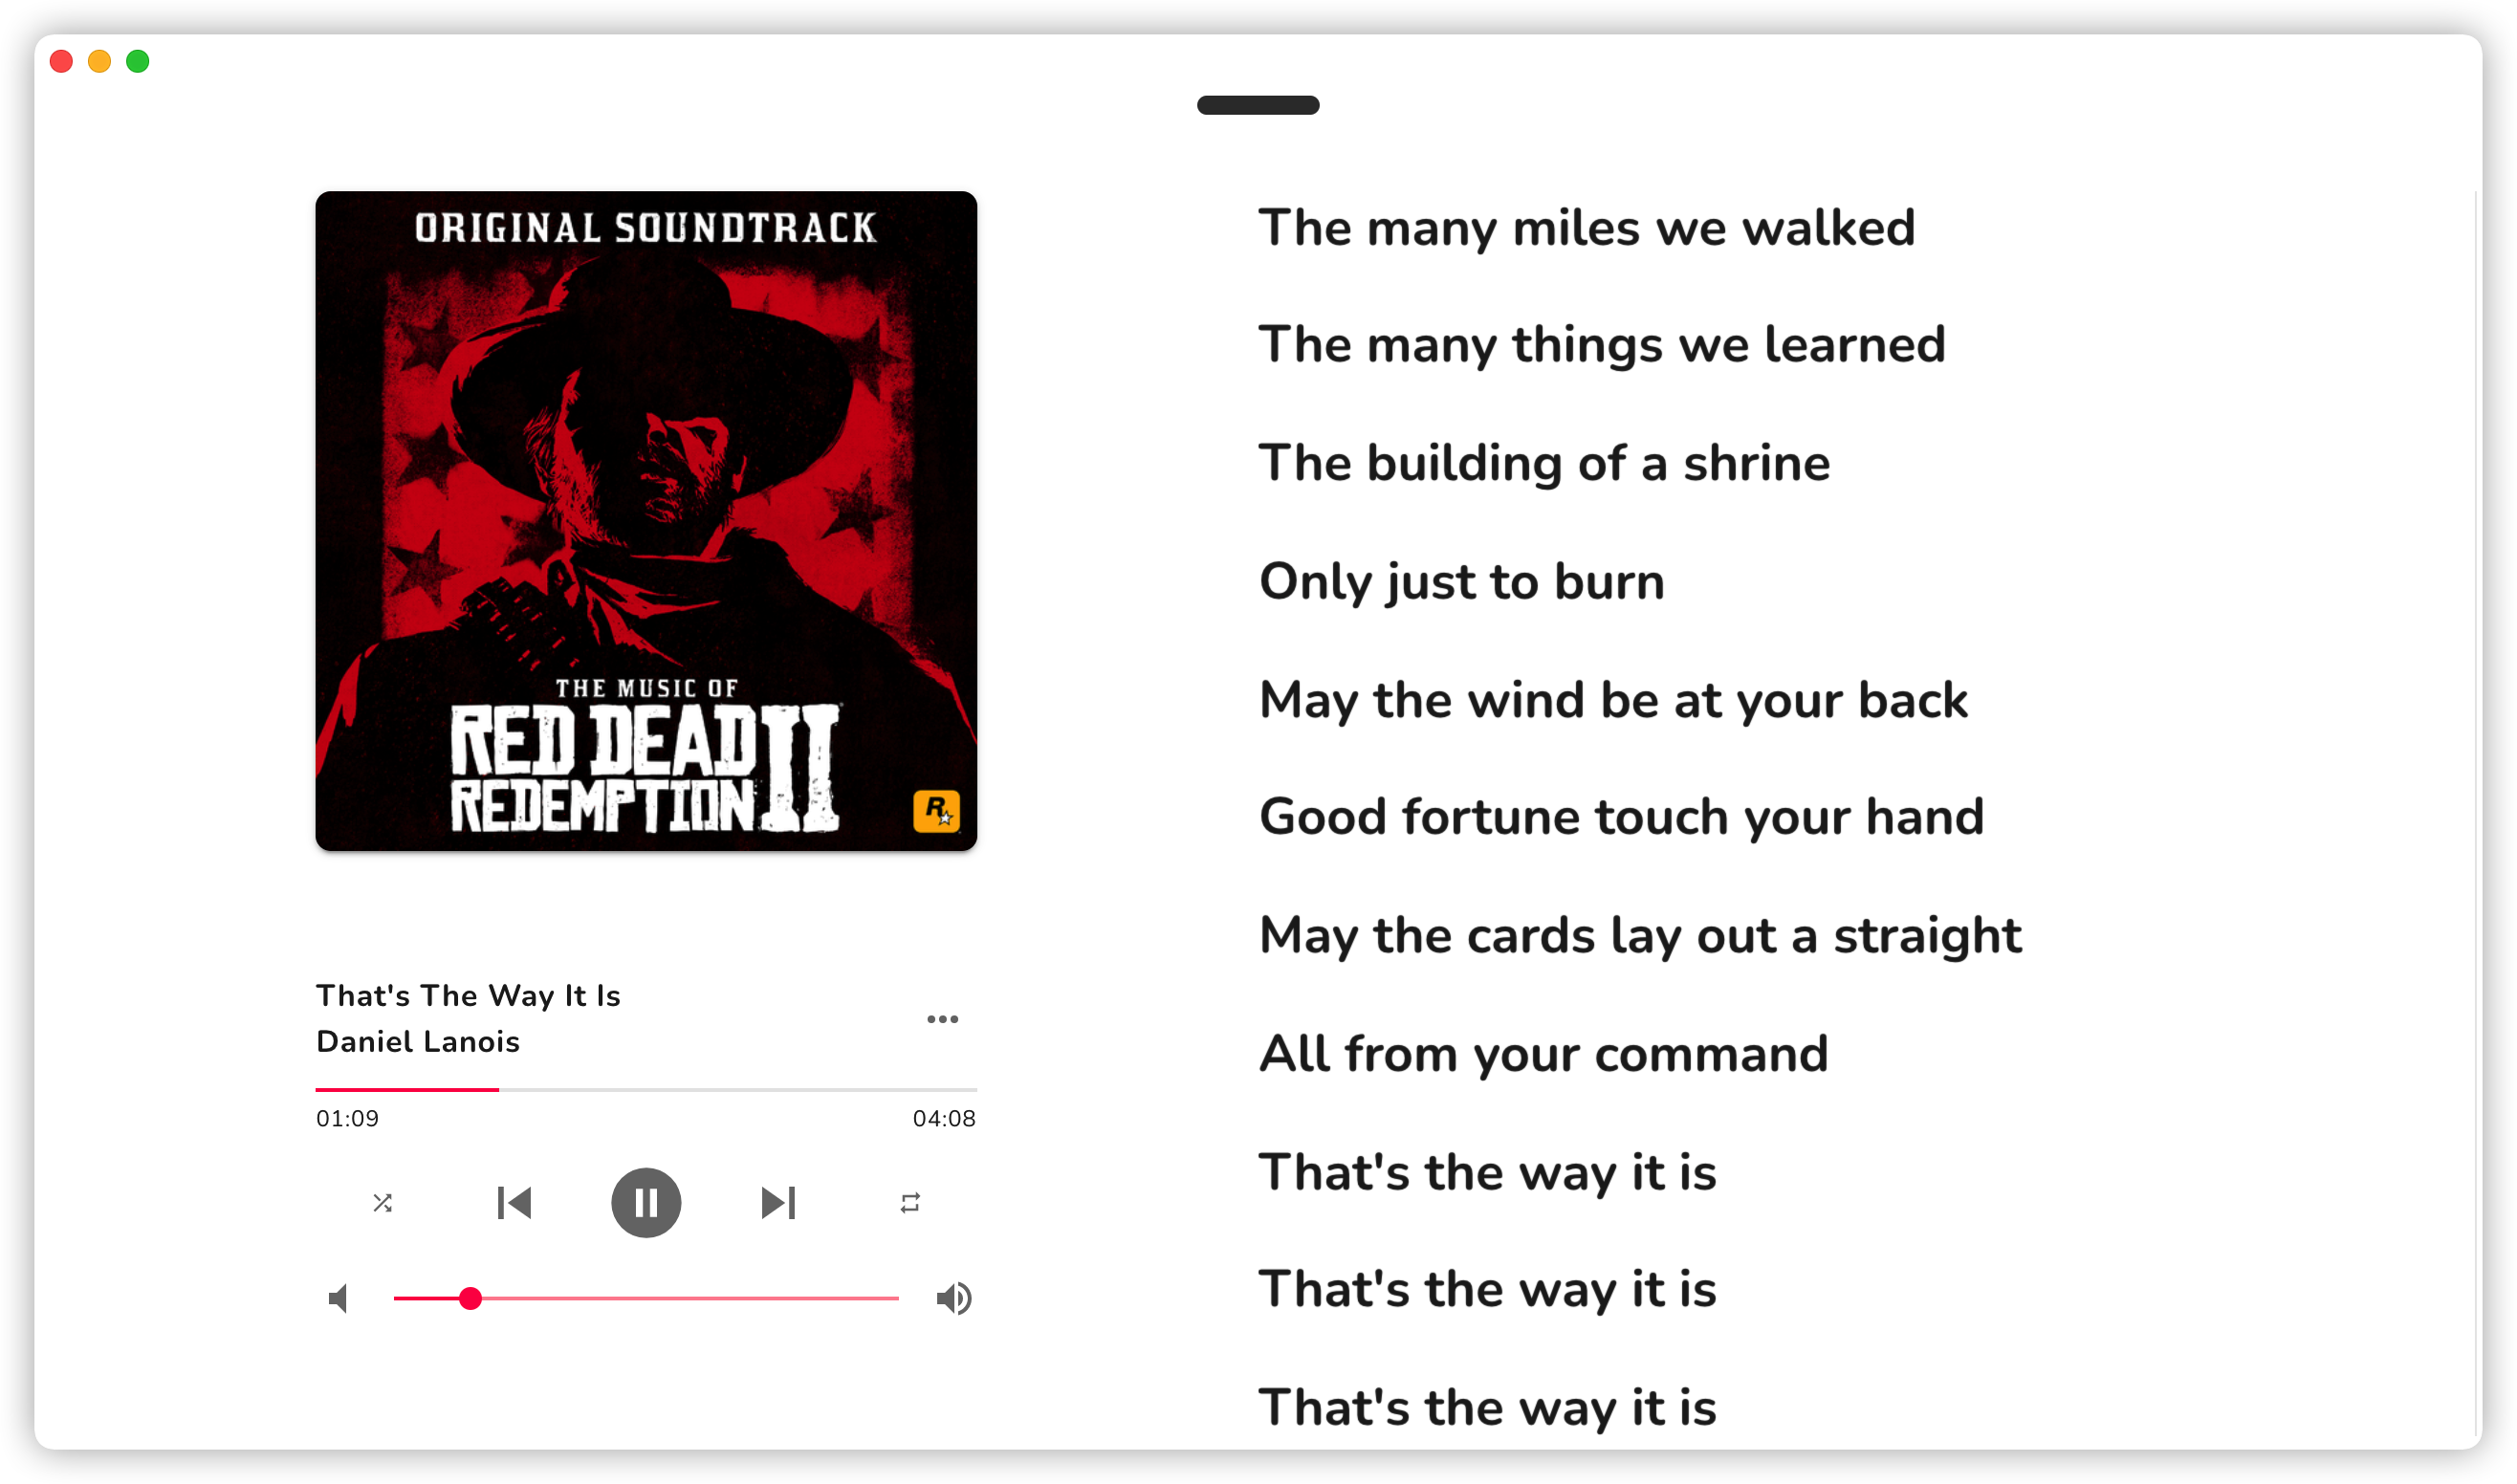 ORIGINAL SOUNDTRACK
THE MUSIC OF
RED DEAD
REDEMPTION II
R
That's The Way It Is
Daniel Lanois
01:09
04:08
The many miles we walked
The many things we learned
The building of a shrine
Only just to burn
May the wind be at your back
Good fortune touch your hand
May the cards lay out a straight
All from your command
That's the way it is
That's the way it is
That's the way it is